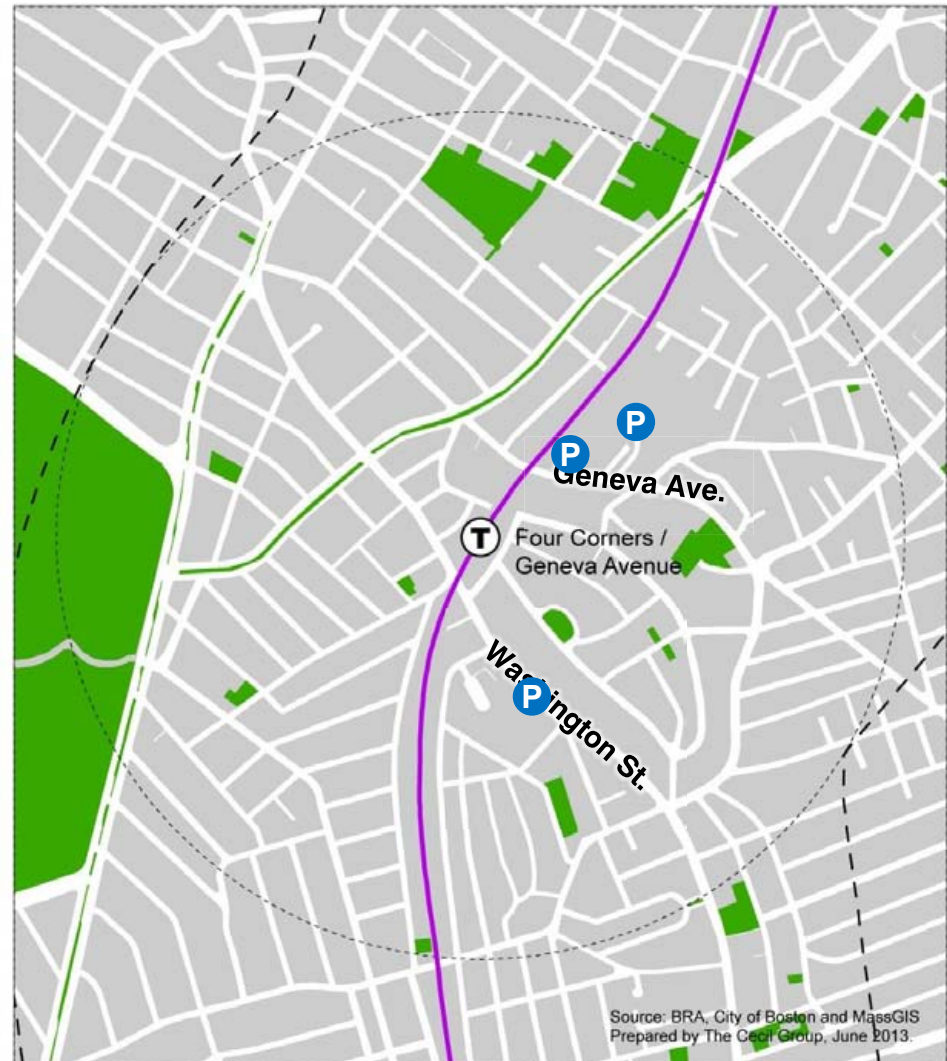 P
P
Geneva Ave.
T
Four Corners /
Geneva Avenue
Washington St.
P
Source: BRA, City of Boston and MassGIS
Prepared by The Cecil Group, June 2013.